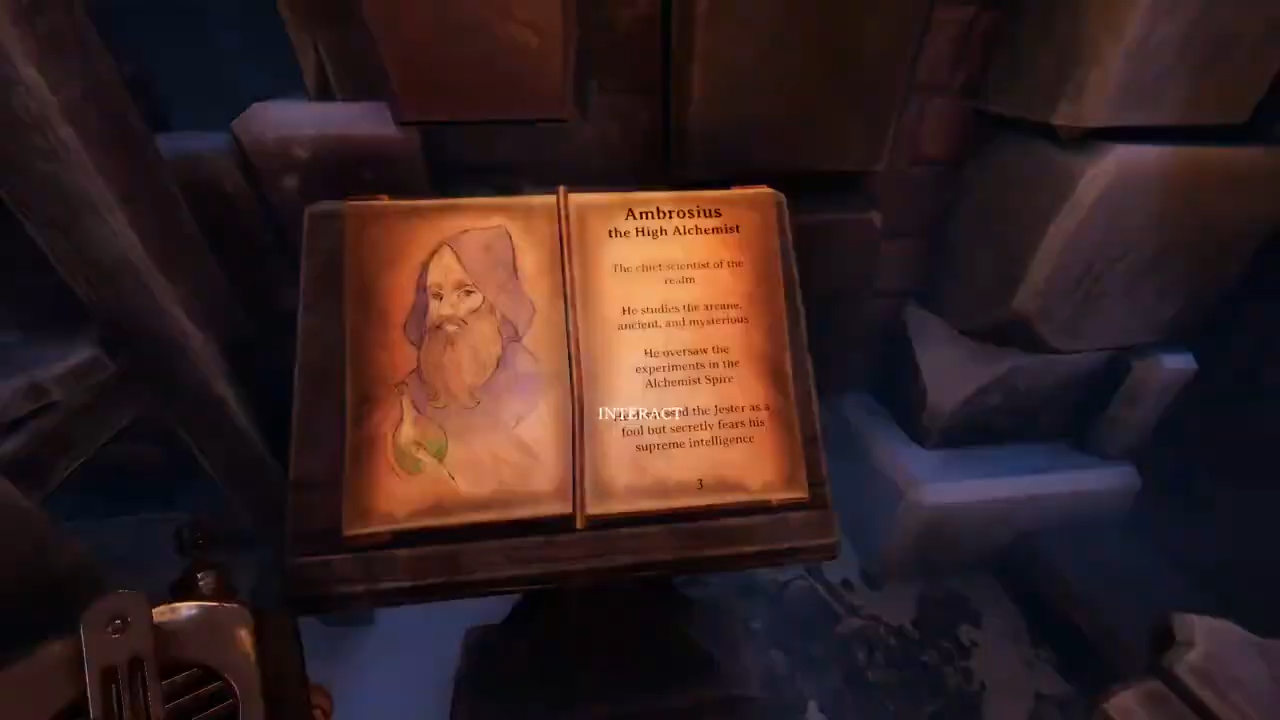 Ambrosius
the High Alchemist
The chief scientist of the
realm
He studies the arcane,
ancient, and mysterious
He oversaw the
experiments in the
Alchemist Spire
INTERACT
the Jester as a
fool but secretly fears his
supreme intelligence
3